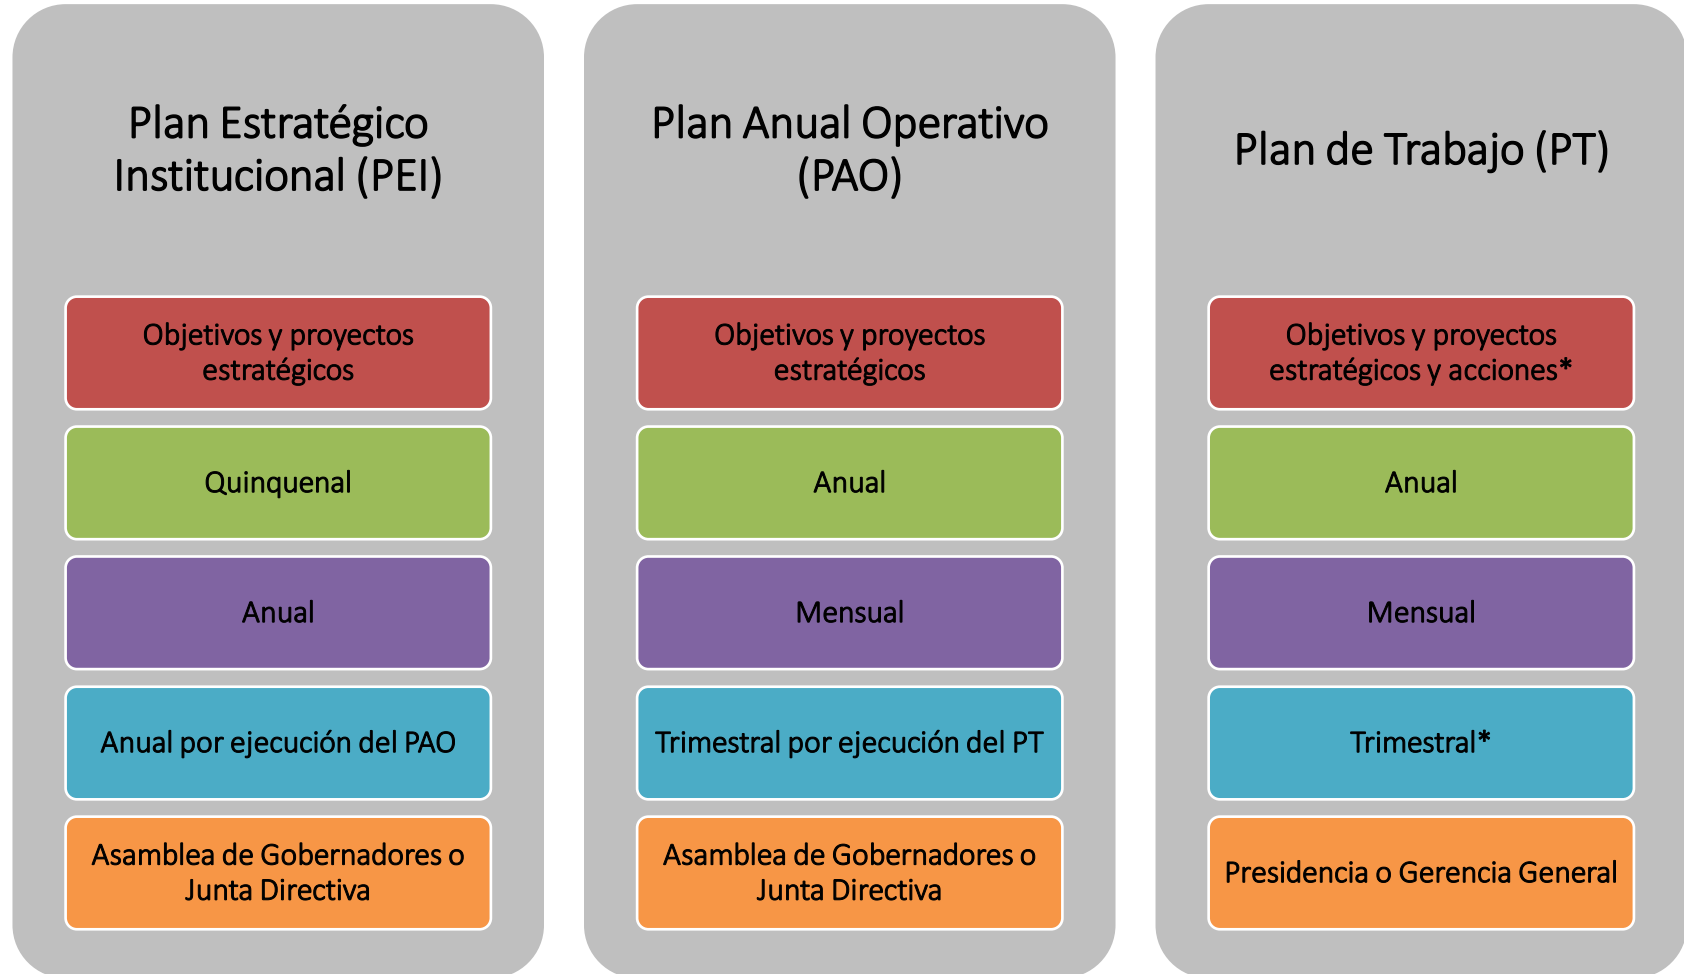 Plan Estratégico
Institucional (PEI)
Objetivos y proyectos
estratégicos
Quinquenal
Anual
Anual por ejecución del PAO
Asamblea de Gobernadores o
Junta Directiva
Plan Anual Operativo
(PAO)
Objetivos y proyectos
estratégicos
Anual
Mensual
Trimestral por ejecución del PT
Asamblea de Gobernadores o
Junta Directiva
Plan de Trabajo (PT)
Objetivos y proyectos
estratégicos y acciones*
Anual
Mensual
Trimestral*
Presidencia o Gerencia General